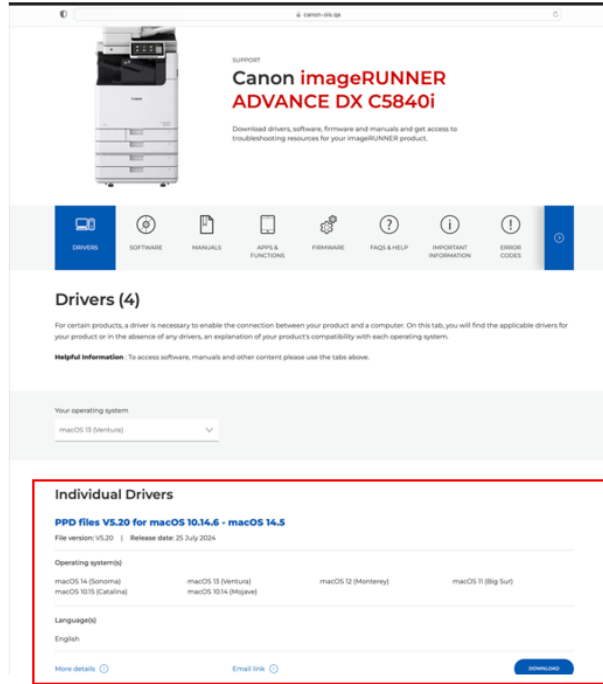 canon-ois.qa
SUPPORT
Canon imageRUNNER
ADVANCE DX C5840i
Download drivers, software, firmware and manuals and get access to
troubleshooting resources for your imageRUNNER product.
DRIVERS
SOFTWARE
MANUALS
APPS &
FUNCTIONS
FIRMWARE
FAQS & HELP
IMPORTANT
INFORMATION
ERROR
CODES
Drivers (4)
For certain products, a driver is necessary to enable the connection between your product and a computer. On this tab, you will find the applicable drivers for
your product or in the absence of any drivers, an explanation of your product's compatibility with each operating system.
Helpful Information : To access software, manuals and other content please use the tabs above.
Your operating system
macOS 13 (Ventura)
Individual Drivers
PPD files V5.20 for macOS 10.14.6 - macOS 14.5
File version: V5.20 | Release date: 25 July 2024
Operating system(s)
macOS 14 (Sonoma) macOS 13 (Ventura) macOS 12 (Monterey) macOS 11 (Big Sur)
macOS 10.15 (Catalina) macOS 10.14 (Mojave)
Language(s)
English
More details Email link DOWNLOAD